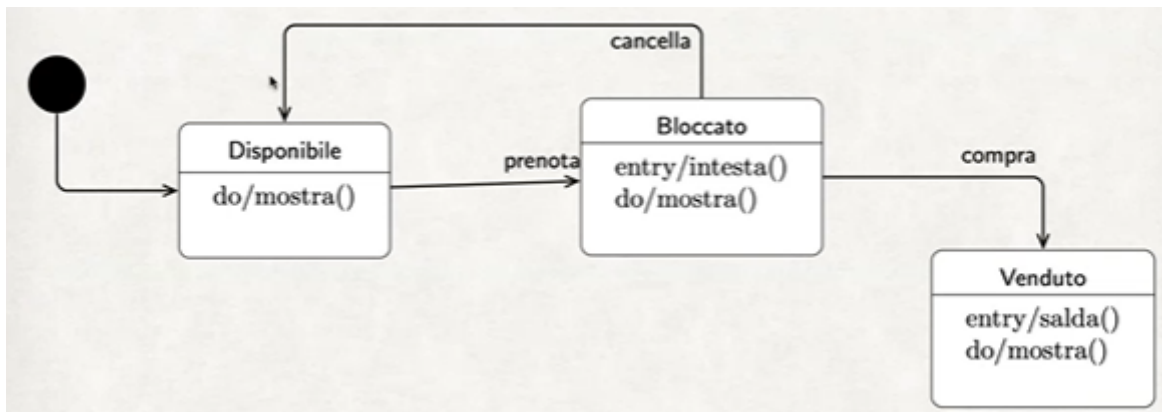 cancella
Disponibile
do/mostra()
prenota
Bloccato
entry/intesta()
do/mostra()
compra
Venduto
entry/salda()
do/mostra()